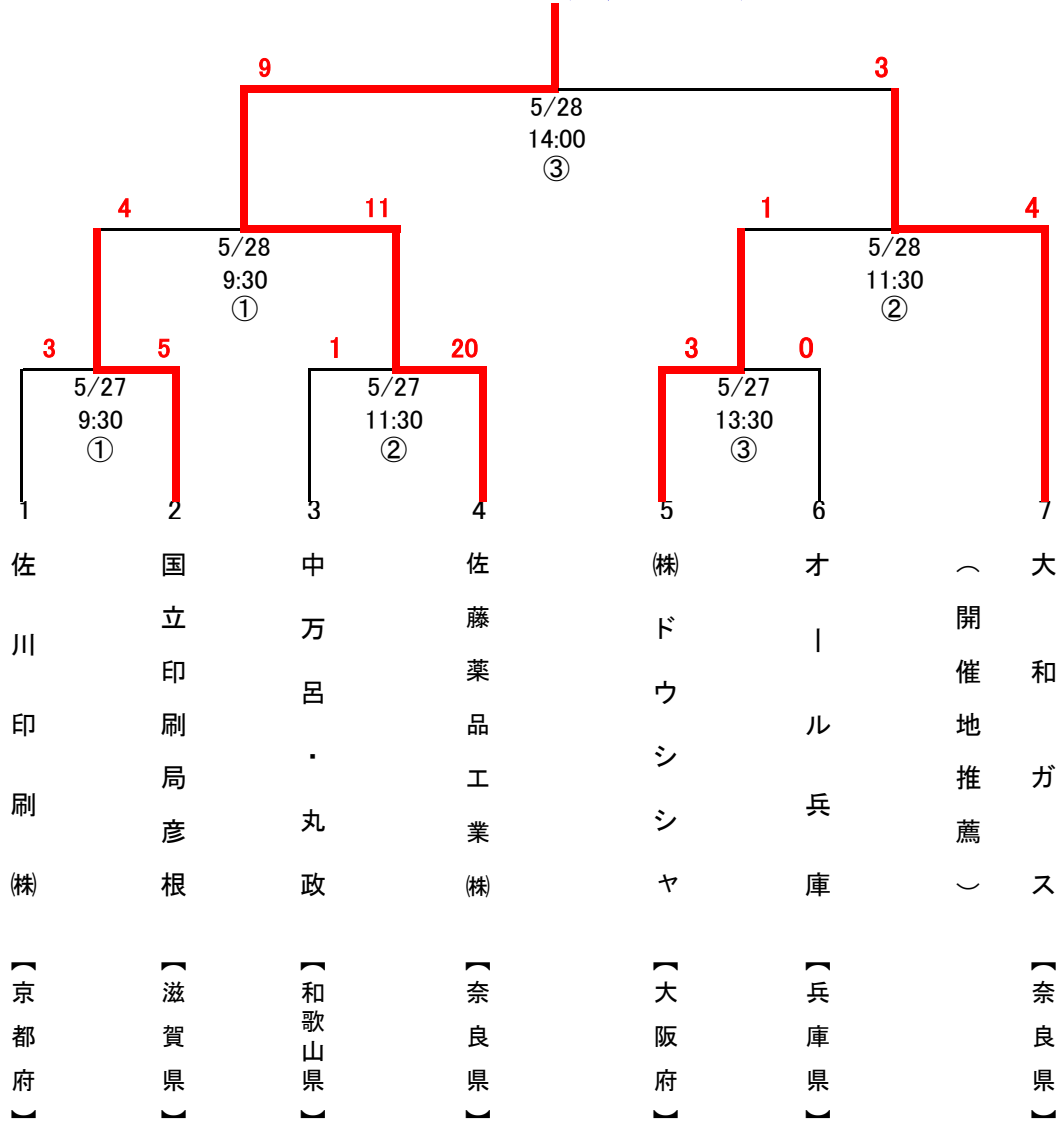 9
3
5/28
14:00
③
4
11
1
4
5/28
9:30
①
5/28
11:30
②
3
5
1
20
3
0
5/27
9:30
①
5/27
11:30
②
5/27
13:30
③
1
2
3
4
5
6
7
佐川印刷㈱
【京都府】
国立印刷局彦根
【滋賀県】
中万呂・丸政
【和歌山県】
佐藤薬品工業㈱
【奈良県】
㈱ドウシシャ
【大阪府】
オール兵庫
【兵庫県】
大和ガス
（開催地推薦）
【奈良県】